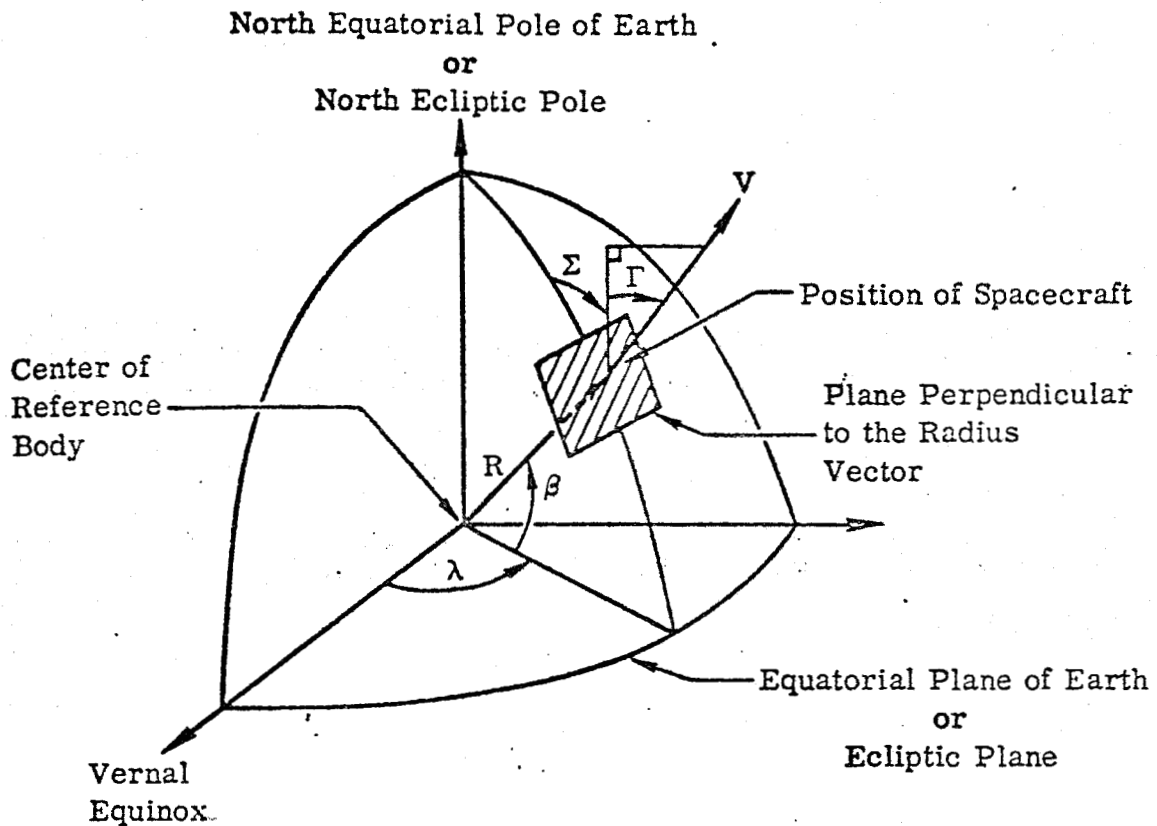 North Equatorial Pole of Earth
or
North Ecliptic Pole
V
Σ
Γ
Position of Spacecraft
Center of
Reference
Body
Plane Perpendicular
to the Radius
Vector
R
β
λ
Equatorial Plane of Earth
or
Ecliptic Plane
Vernal
Equinox